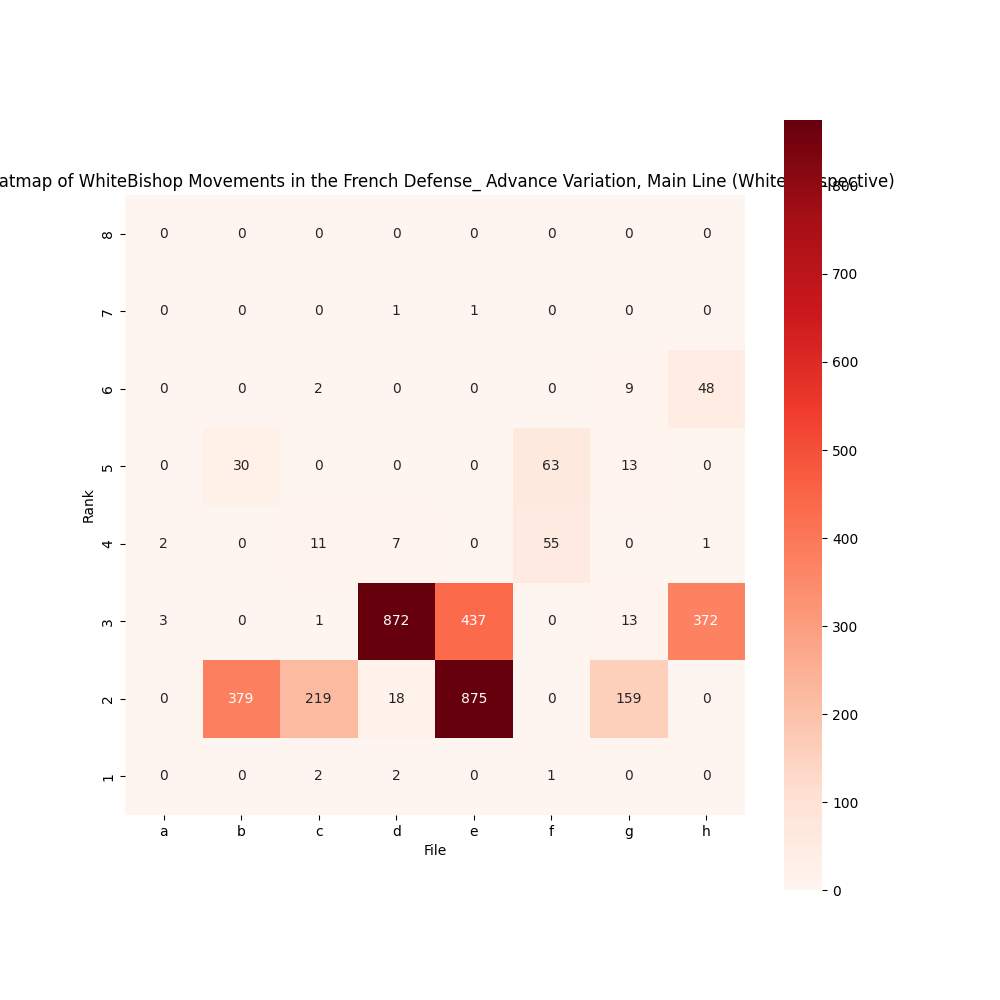 atmap of WhiteBishop Movements in the French Defense_ Advance Variation, Main Line (White Perspective)
8 0 0 0 0 0 0 0 0
7 0 0 0 1 1 0 0 0
6 0 0 2 0 0 0 9 48
5 0 30 0 0 0 63 13 0
4 2 0 11 7 0 55 0 1
3 3 0 1 872 437 0 13 372
2 0 379 219 18 875 0 159 0
1 0 0 2 2 0 1 0 0
a b c d e f g h
File
Rank
800
700
600
500
400
300
200
100
0